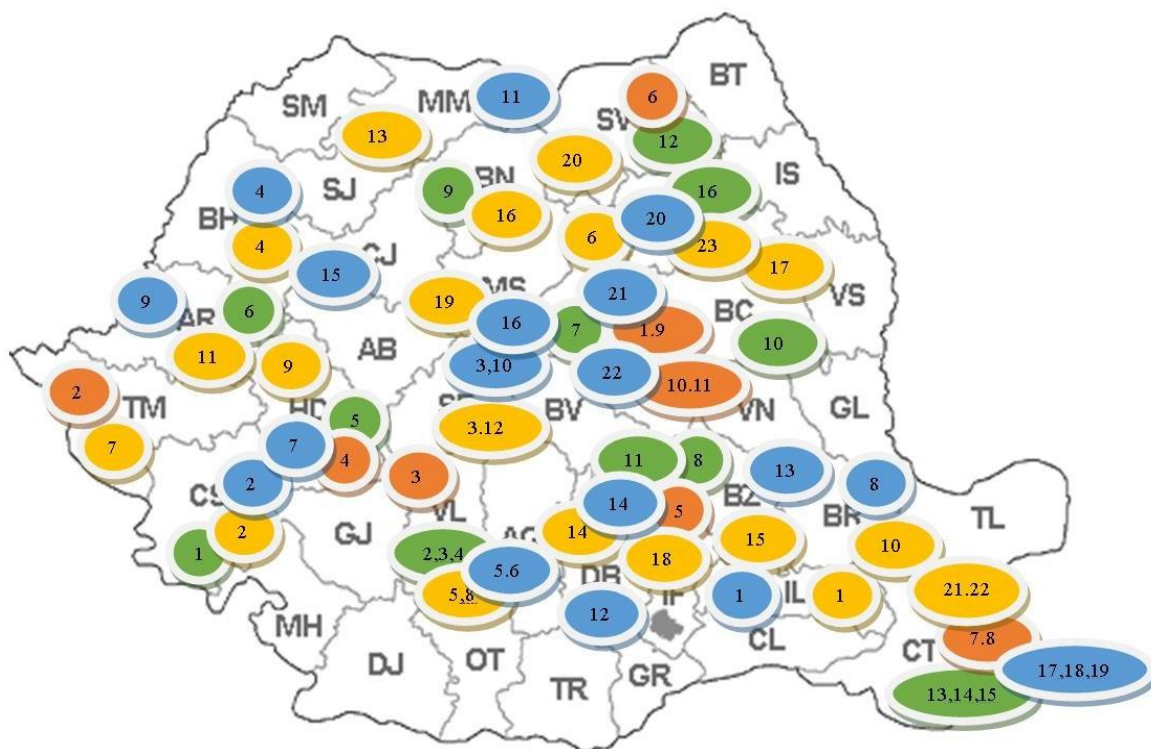 BT
SM
MM
11
6
SV
13
12
20
IS
BN
SJ
9
4
16
16
BH
20
6
4
23
CJ
17
15
VS
MS
21
9
19
6
BC
AR
16
7
1.9
10
11
AB
9
3,10
22
10.11
2
TM
HD
BV
VN
GL
5
3.12
7
7
4
11
8
3
13
2
CS
8
BZ
14
VL
5
BR
TL
2
GJ
AG
14
15
1
2,3,4
10
18
5.6
DB
21.22
5,8
1
IL
1
IF
12
MH
7.8
CL
CT
DJ
OT
17,18,19
GR
TR
13,14,15